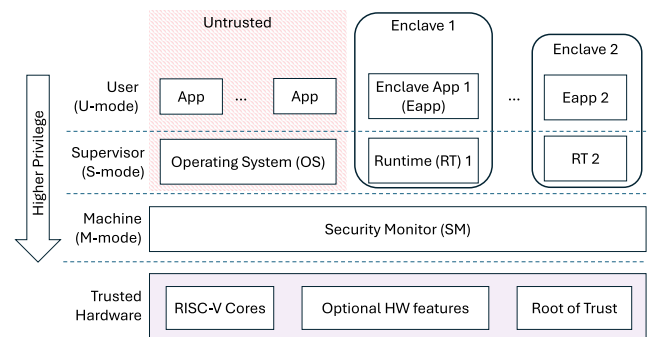 Untrusted
Enclave 1
Enclave 2
Higher Privilege
User
(U-mode)
App
...
App
Enclave App 1
(Eapp)
...
Eapp 2
Supervisor
(S-mode)
Operating System (OS)
Runtime (RT) 1
RT 2
Machine
(M-mode)
Security Monitor (SM)
Trusted
Hardware
RISC-V Cores
Optional HW features
Root of Trust